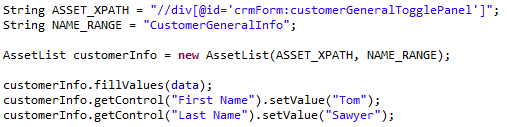 String ASSET_XPATH = "//div[@id='crmForm:customerGeneralTogglePanel']";
String NAME_RANGE = "CustomerGeneralInfo";
AssetList customerInfo = new AssetList(ASSET_XPATH, NAME_RANGE);
customerInfo.fillValues(data);
customerInfo.getControl("First Name").setValue("Tom");
customerInfo.getControl("Last Name").setValue("Sawyer");